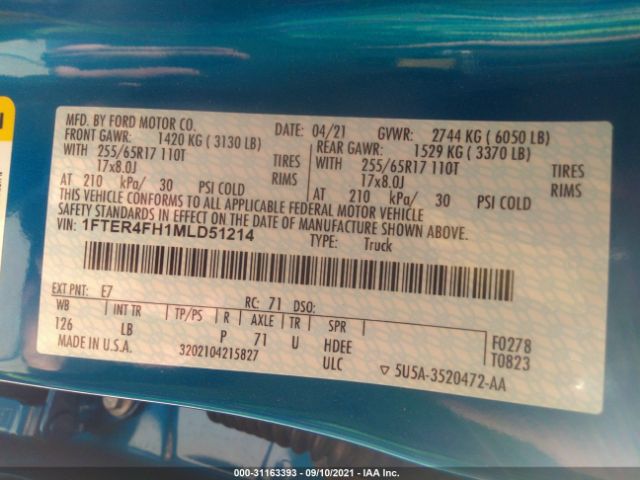 MFD. BY FORD MOTOR CO.
DATE: 04/21 GVWR: 2744 KG ( 6050 LB)
FRONT GAWR: 1420 KG ( 3130 LB) REAR GAWR: 1529 KG ( 3370 LB)
WITH 255/65R17 110T TIRES WITH 255/65R17 110T TIRES
17x8.0J RIMS 17x8.0J RIMS
AT 210 kPa/ 30 PSI COLD AT 210 kPa/ 30 PSI COLD
THIS VEHICLE CONFORMS TO ALL APPLICABLE FEDERAL MOTOR VEHICLE
SAFETY STANDARDS IN EFFECT ON THE DATE OF MANUFACTURE SHOWN ABOVE.
VIN: 1FTER4FH1MLD51214
TYPE: Truck
EXT PNT: E7 RC: 71 DSO:
WB INT TR TP/PS R AXLE TR SPR
126 LB P 71 U HDEE F0278
ULC T0823
MADE IN U.S.A. 3202104215827 ▽ 5U5A-3520472-AA
000-31163393 - 09/10/2021 - IAA Inc.